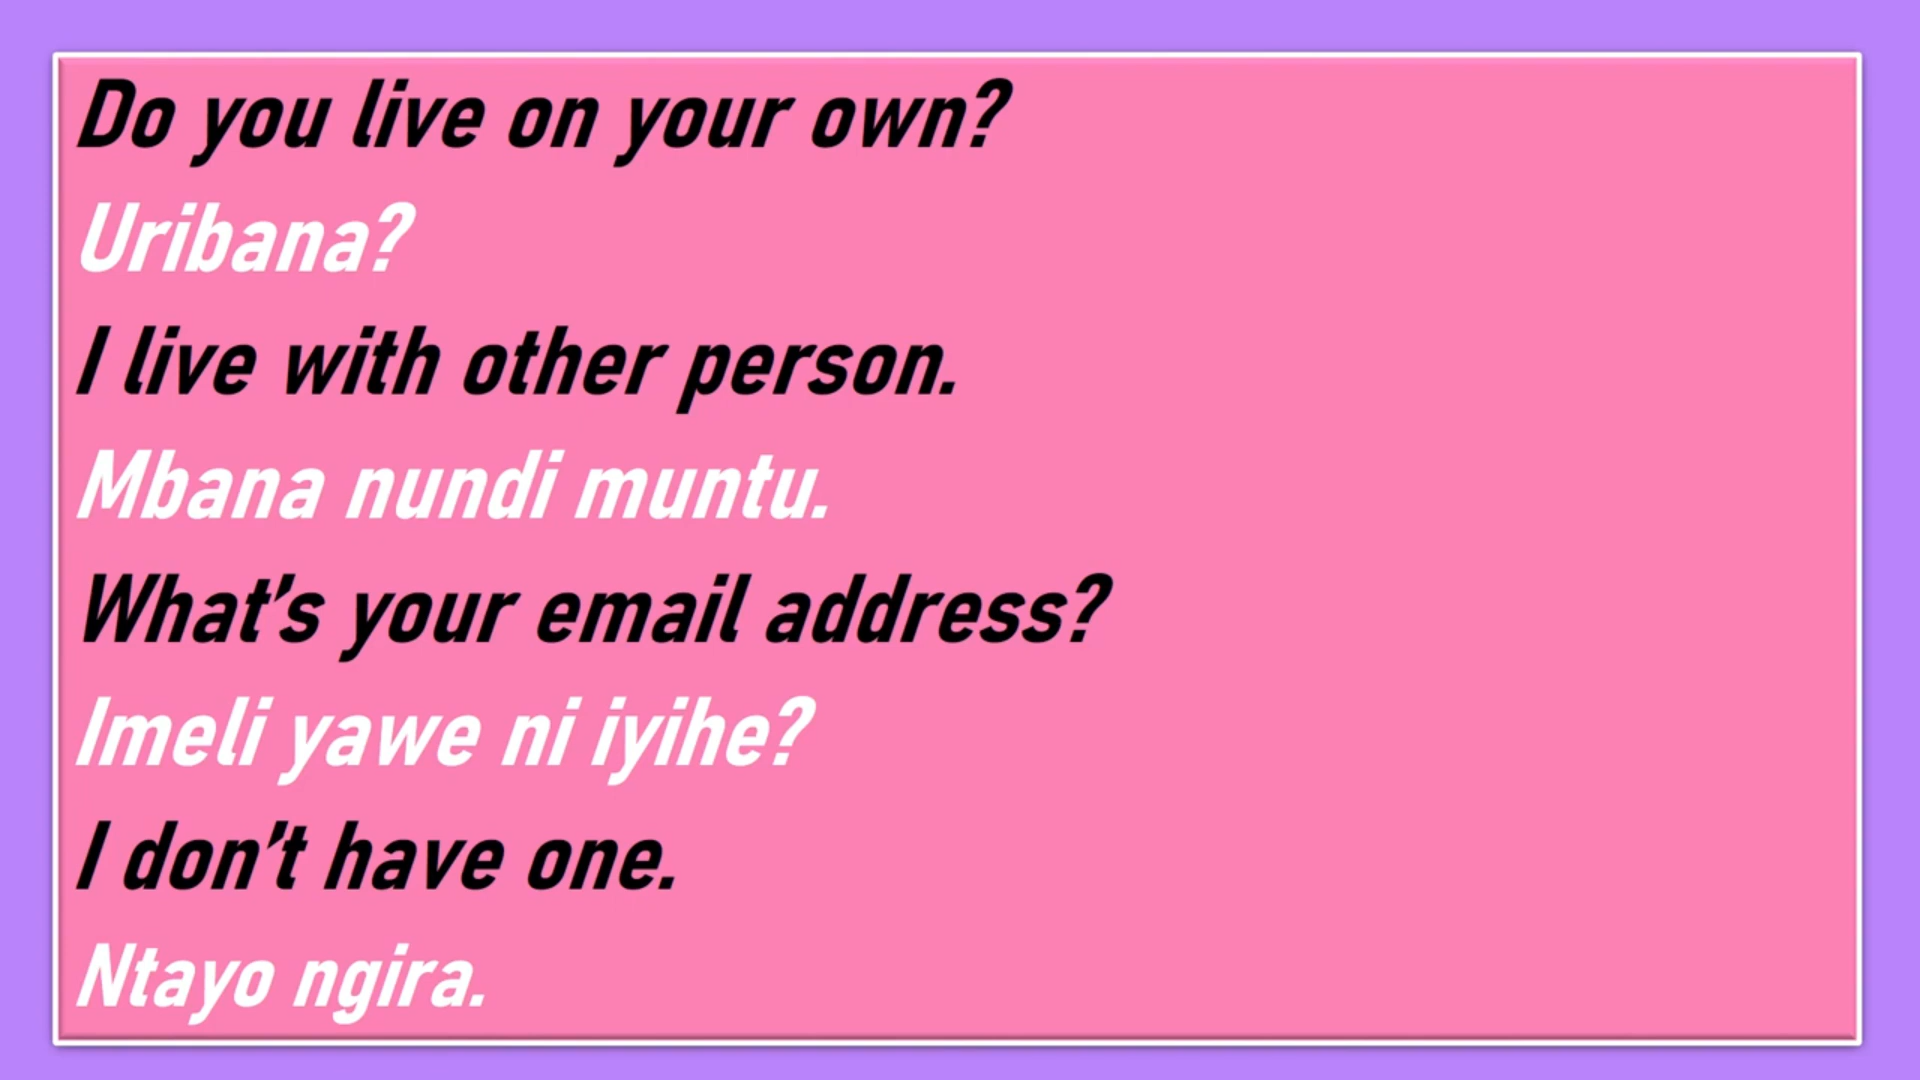 Do you live on your own?
Uribana?
I live with other person.
Mbana nundi muntu.
What's your email address?
Imeli yawe ni iyihe?
I don't have one.
Ntayo ngira.